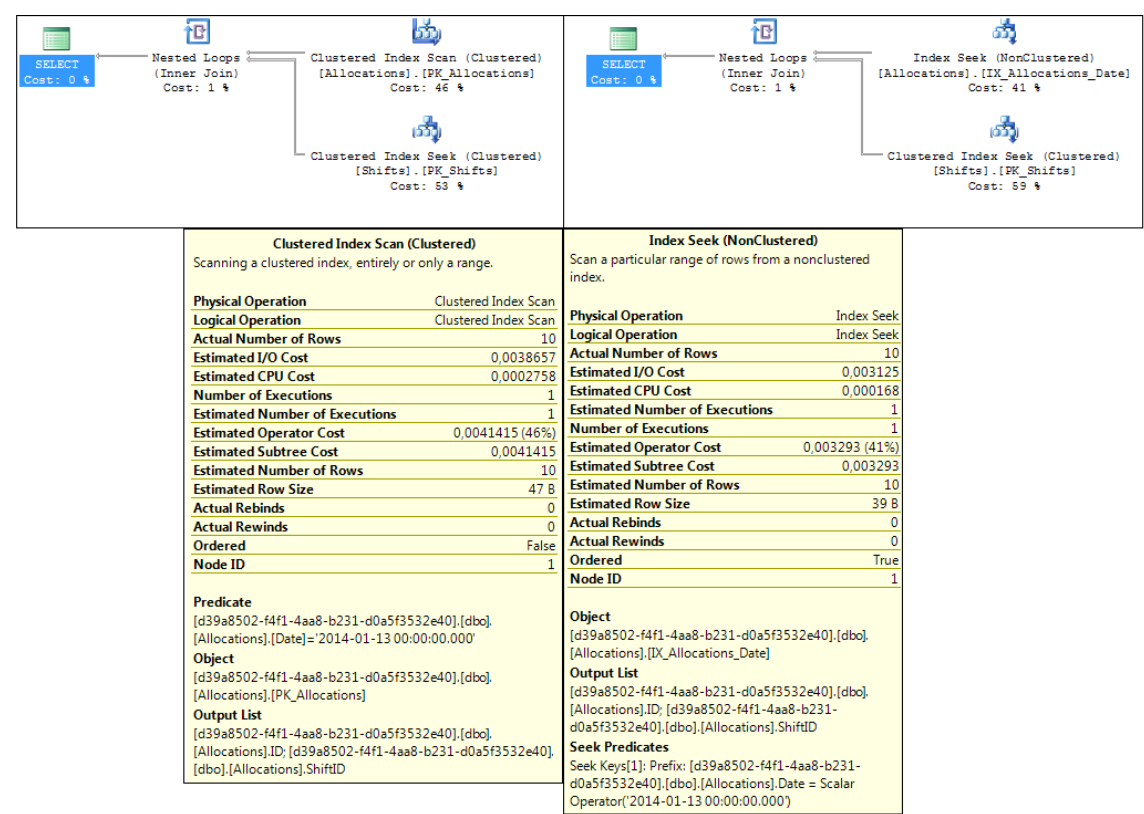 SELECT
Cost: 0 %
Nested Loops
(Inner Join)
Cost: 1 %
Clustered Index Scan (Clustered)
[Allocations].[PK_Allocations]
Cost: 46 %
Clustered Index Seek (Clustered)
[Shifts].[PK_Shifts]
Cost: 53 %
SELECT
Cost: 0 %
Nested Loops
(Inner Join)
Cost: 1 %
Index Seek (NonClustered)
[Allocations].[IX_Allocations_Date]
Cost: 41 %
Clustered Index Seek (Clustered)
[Shifts].[PK_Shifts]
Cost: 59 %
Clustered Index Scan (Clustered)
Scanning a clustered index, entirely or only a range.
Physical Operation Clustered Index Scan
Logical Operation Clustered Index Scan
Actual Number of Rows 10
Estimated I/O Cost 0,0038657
Estimated CPU Cost 0,0002758
Number of Executions 1
Estimated Number of Executions 1
Estimated Operator Cost 0,0041415 (46%)
Estimated Subtree Cost 0,0041415
Estimated Number of Rows 10
Estimated Row Size 47 B
Actual Rebinds 0
Actual Rewinds 0
Ordered False
Node ID 1
Predicate
[d39a8502-f4f1-4aa8-b231-d0a5f3532e40].[dbo].
[Allocations].[Date]='2014-01-13 00:00:00.000'
Object
[d39a8502-f4f1-4aa8-b231-d0a5f3532e40].[dbo].
[Allocations].[PK_Allocations]
Output List
[d39a8502-f4f1-4aa8-b231-d0a5f3532e40].[dbo].
[Allocations].ID; [d39a8502-f4f1-4aa8-b231-d0a5f3532e40].
[dbo].[Allocations].ShiftID
Index Seek (NonClustered)
Scan a particular range of rows from a nonclustered
index.
Physical Operation Index Seek
Logical Operation Index Seek
Actual Number of Rows 10
Estimated I/O Cost 0,003125
Estimated CPU Cost 0,000168
Estimated Number of Executions 1
Number of Executions 1
Estimated Operator Cost 0,003293 (41%)
Estimated Subtree Cost 0,003293
Estimated Number of Rows 10
Estimated Row Size 39 B
Actual Rebinds 0
Actual Rewinds 0
Ordered True
Node ID 1
Object
[d39a8502-f4f1-4aa8-b231-d0a5f3532e40].[dbo].
[Allocations].[IX_Allocations_Date]
Output List
[d39a8502-f4f1-4aa8-b231-d0a5f3532e40].[dbo].
[Allocations].ID; [d39a8502-f4f1-4aa8-b231-
d0a5f3532e40].[dbo].[Allocations].ShiftID
Seek Predicates
Seek Keys[1]: Prefix: [d39a8502-f4f1-4aa8-b231-
d0a5f3532e40].[dbo].[Allocations].Date = Scalar
Operator('2014-01-13 00:00:00.000')